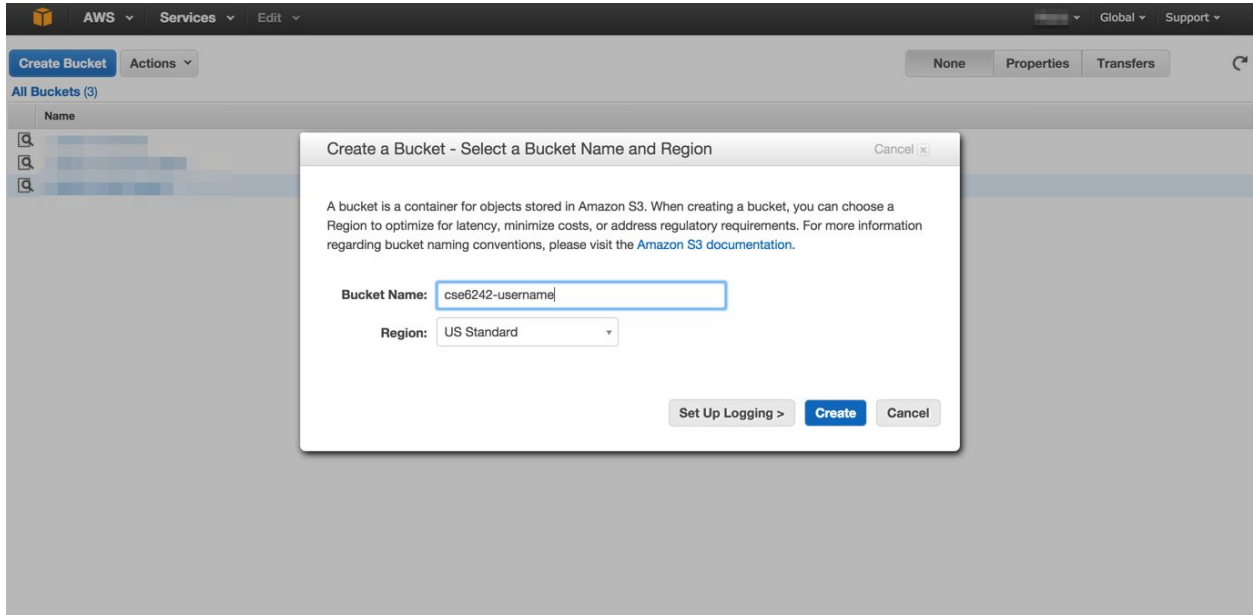 AWS Services Edit Global Support
Create Bucket Actions None Properties Transfers
All Buckets (3)
Name
Create a Bucket - Select a Bucket Name and Region Cancel x
A bucket is a container for objects stored in Amazon S3. When creating a bucket, you can choose a
Region to optimize for latency, minimize costs, or address regulatory requirements. For more information
regarding bucket naming conventions, please visit the Amazon S3 documentation.
Bucket Name: cse6242-username
Region: US Standard
Set Up Logging > Create Cancel